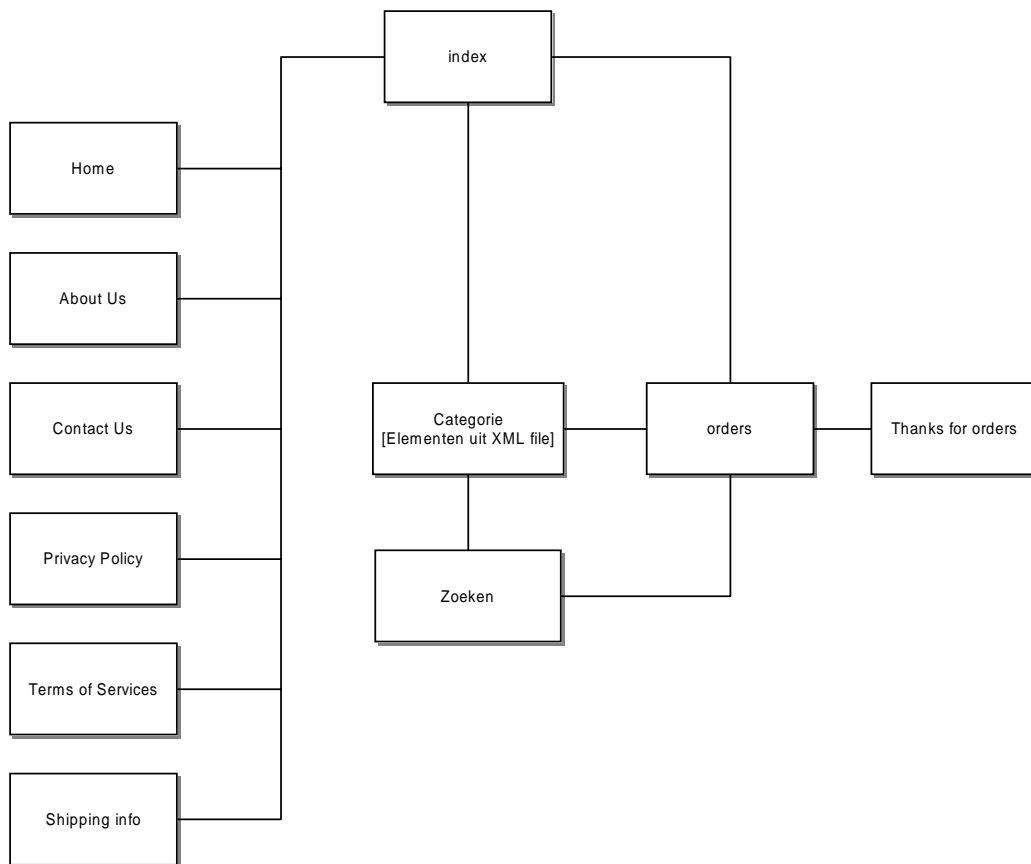 index
Home
About Us
Contact Us
Privacy Policy
Terms of Services
Shipping info
Categorie
[Elementen uit XML file]
orders
Thanks for orders
Zoeken